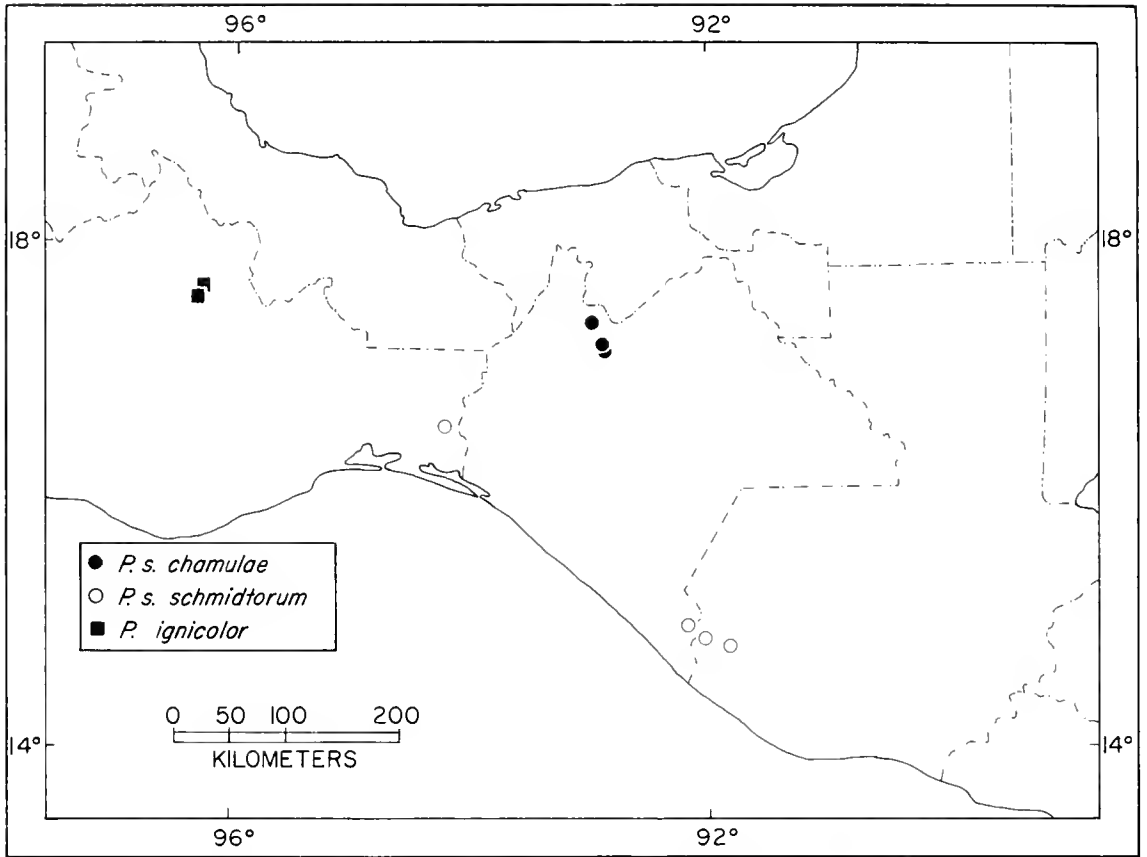 96° 92°
18° 18°
P. s. chamulae
P. s. schmidtorum
P. ignicolor
0 50 100 200
KILOMETERS
14° 14°
96° 92°